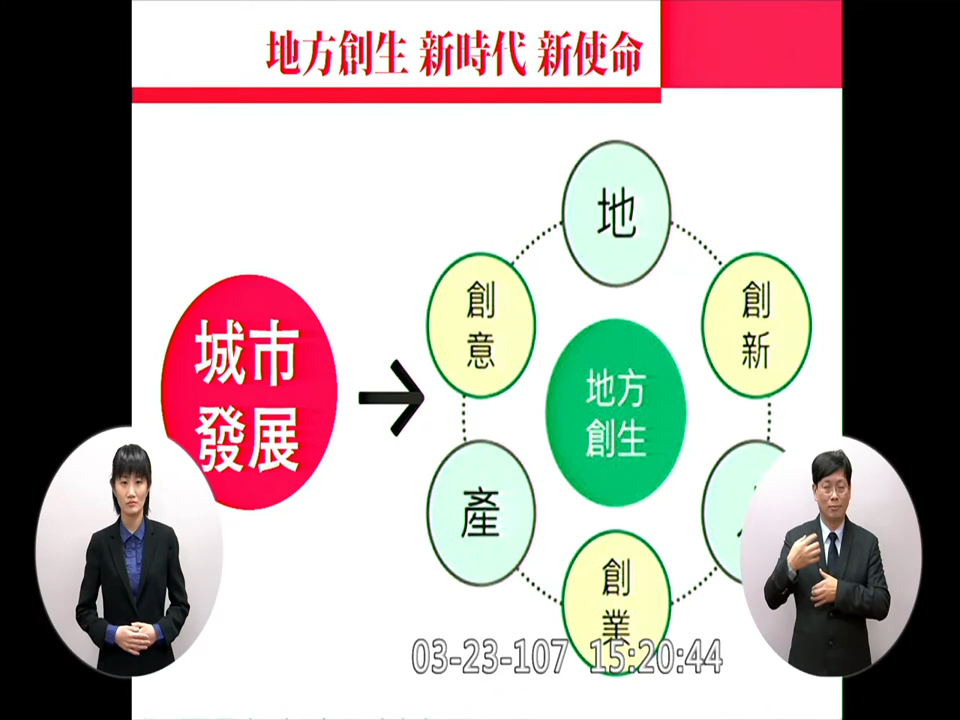 地方創生 新時代 新使命
地
創意
創新
城市
發展
地方
創生
產
創業
03-23-107 15:20:44